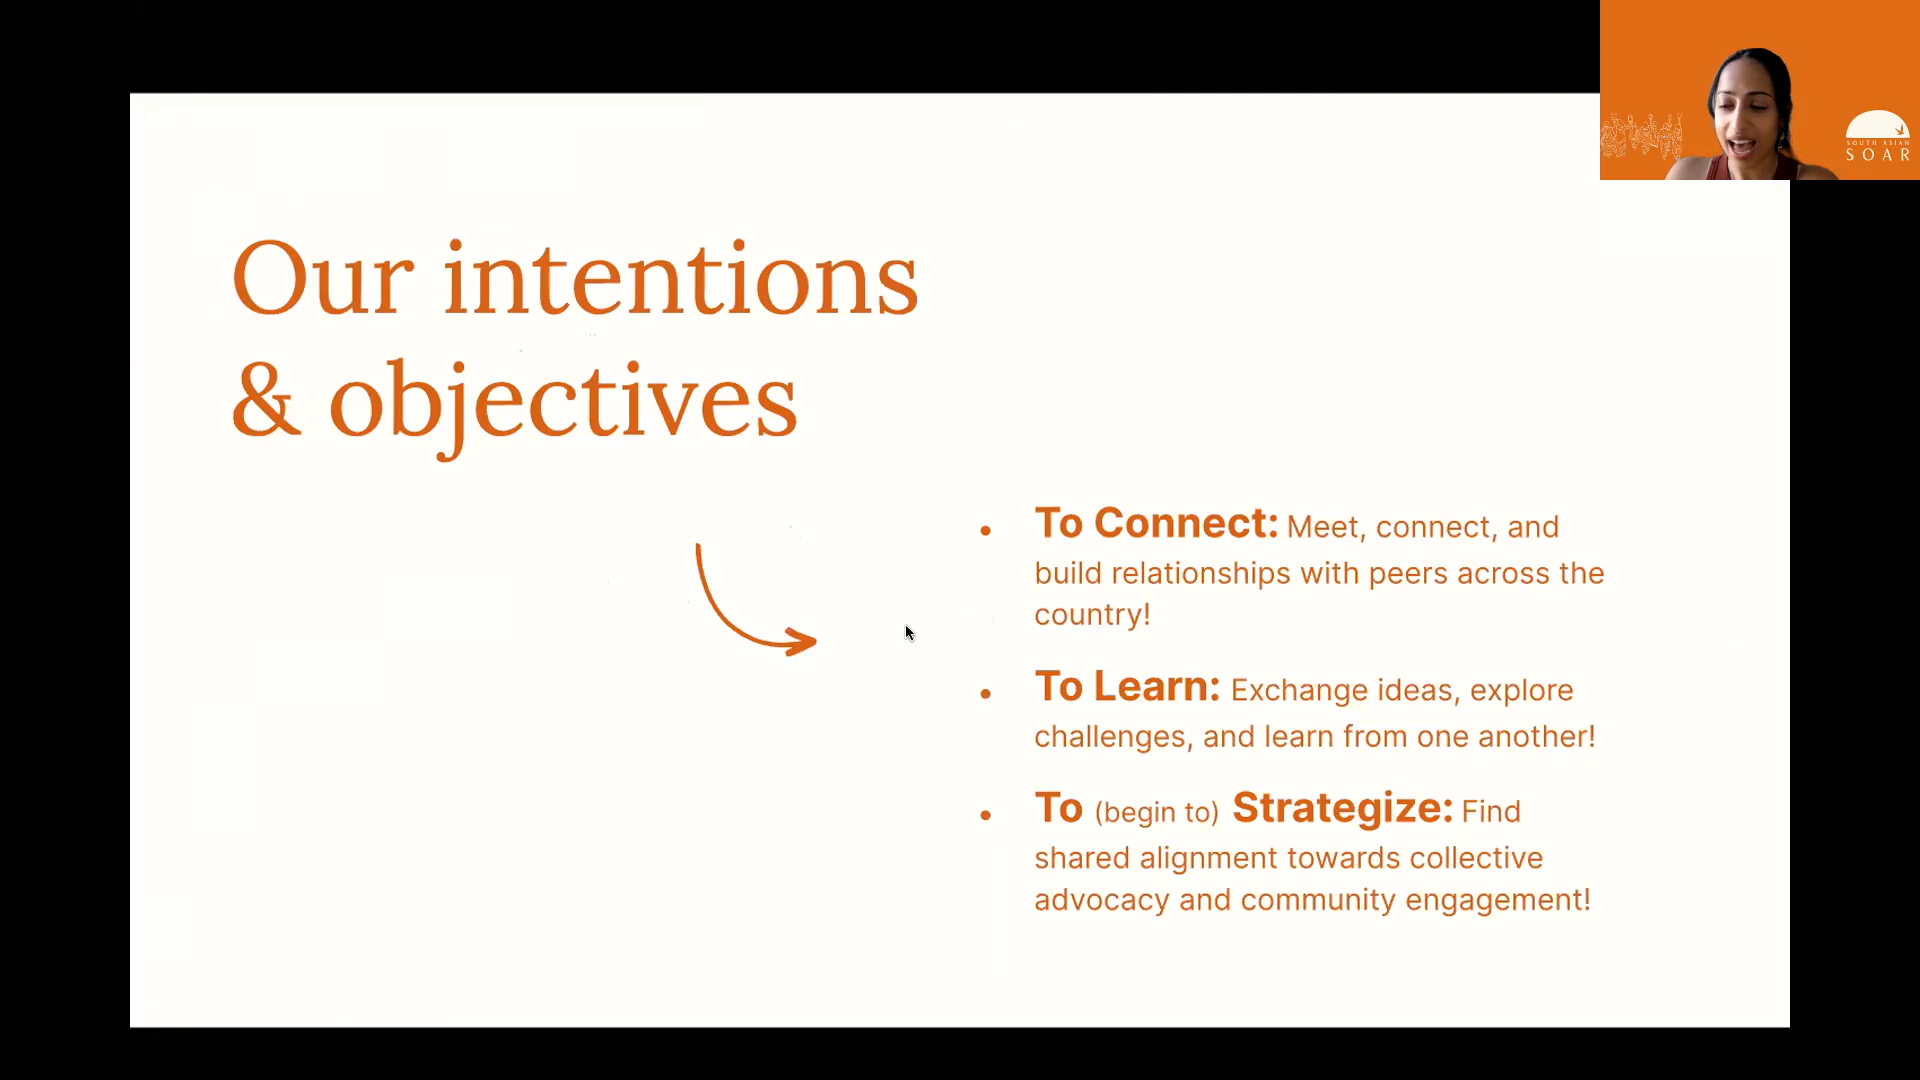 Our intentions
& objectives
• To Connect: Meet, connect, and
build relationships with peers across the
country!
• To Learn: Exchange ideas, explore
challenges, and learn from one another!
• To (begin to) Strategize: Find
shared alignment towards collective
advocacy and community engagement!
SOUTH ASIAN
SOAR